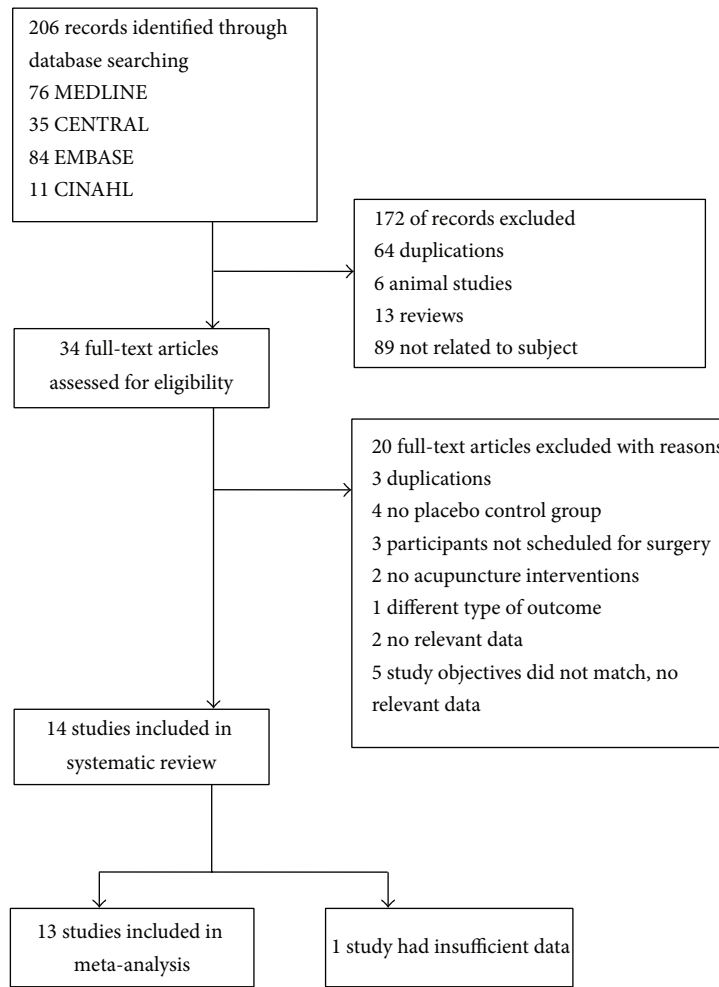 206 records identified through
database searching
76 MEDLINE
35 CENTRAL
84 EMBASE
11 CINAHL
172 of records excluded
64 duplications
6 animal studies
13 reviews
89 not related to subject
34 full-text articles
assessed for eligibility
20 full-text articles excluded with reasons
3 duplications
4 no placebo control group
3 participants not scheduled for surgery
2 no acupuncture interventions
1 different type of outcome
2 no relevant data
5 study objectives did not match, no
relevant data
14 studies included in
systematic review
13 studies included in
meta-analysis
1 study had insufficient data